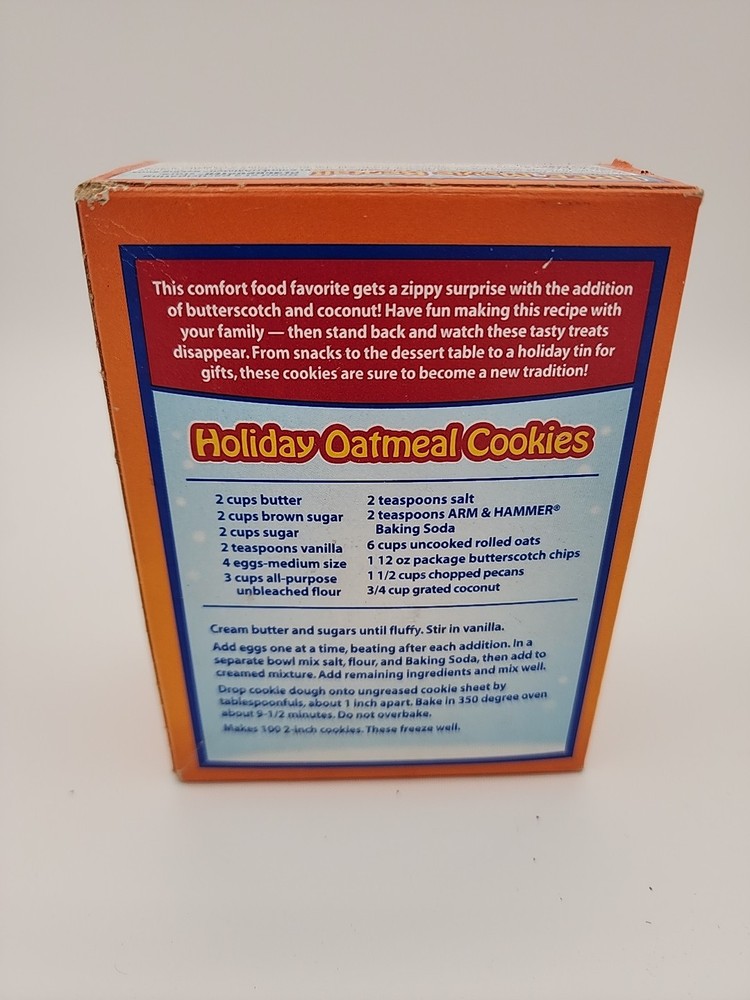 This comfort food favorite gets a zippy surprise with the addition
of butterscotch and coconut! Have fun making this recipe with
your family — then stand back and watch these tasty treats
disappear. From snacks to the dessert table to a holiday tin for
gifts, these cookies are sure to become a new tradition!
Holiday Oatmeal Cookies
2 cups butter
2 cups brown sugar
2 cups sugar
2 teaspoons vanilla
4 eggs-medium size
3 cups all-purpose
unbleached flour
2 teaspoons salt
2 teaspoons ARM & HAMMER®
Baking Soda
6 cups uncooked rolled oats
1 12 oz package butterscotch chips
1 1/2 cups chopped pecans
3/4 cup grated coconut
Cream butter and sugars until fluffy. Stir in vanilla.
Add eggs one at a time, beating after each addition. In a
separate bowl mix salt, flour, and Baking Soda, then add to
creamed mixture. Add remaining ingredients and mix well.
Drop cookie dough onto ungreased cookie sheet by
tablespoonfuls, about 1 inch apart. Bake in 350 degree oven
about 9-1/2 minutes. Do not overbake.
Makes 100 2-inch cookies. These freeze well.